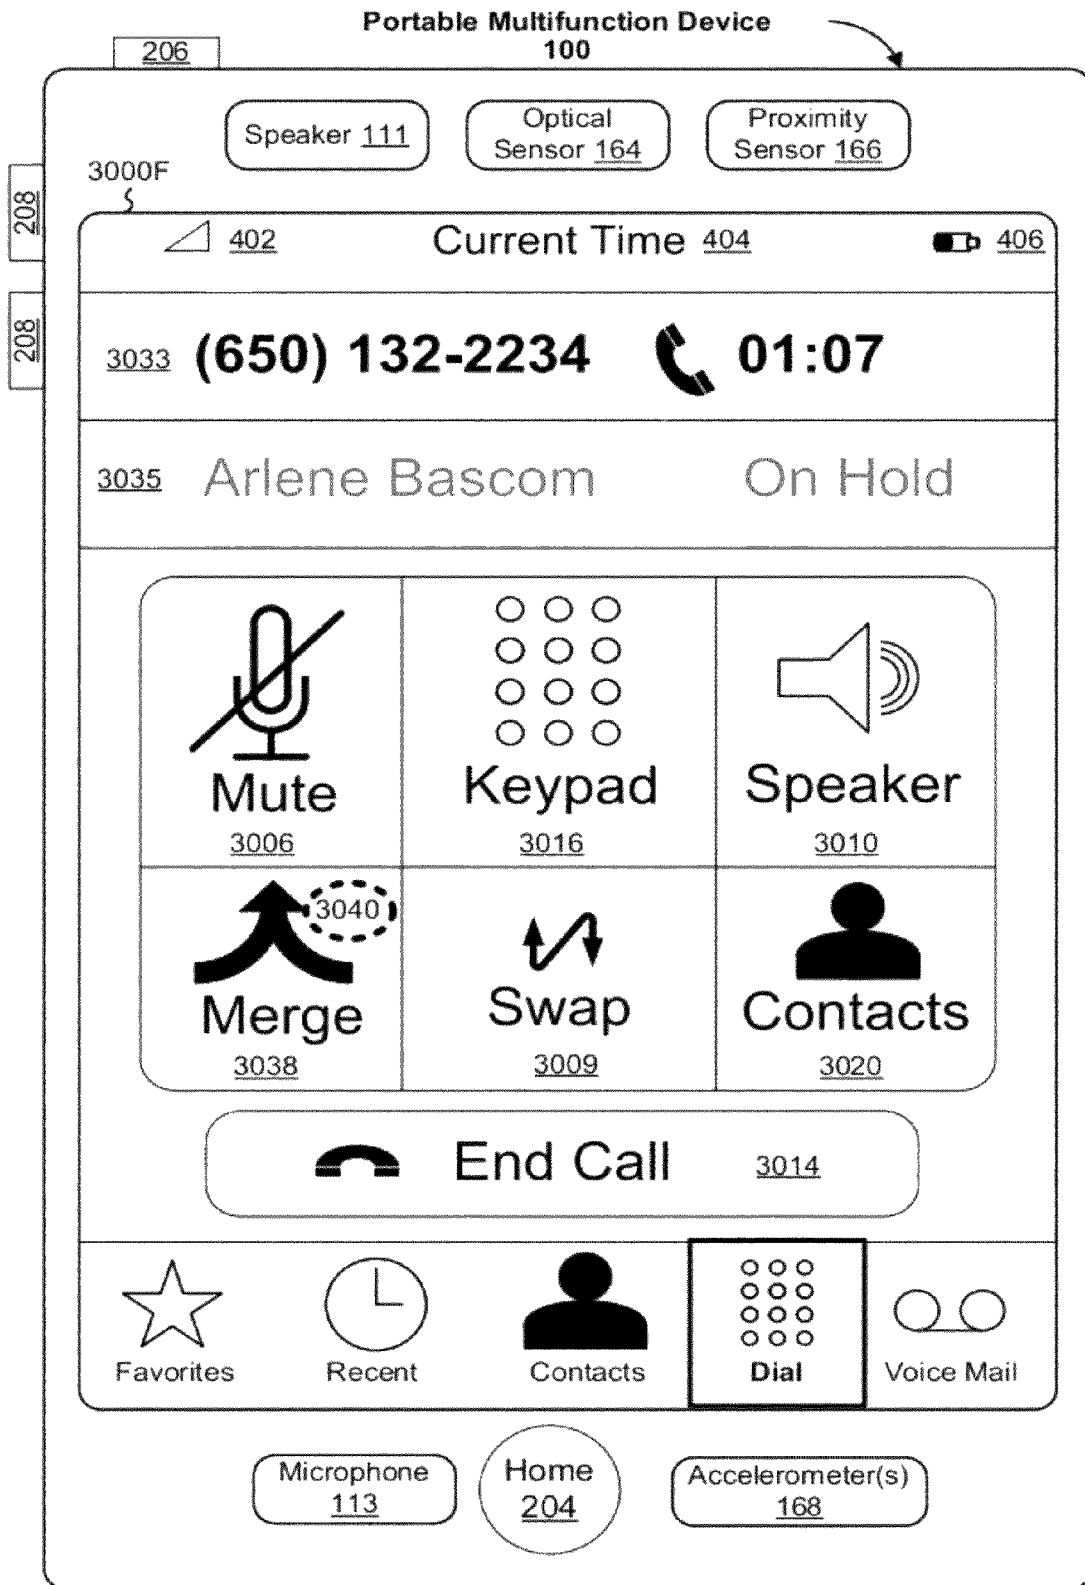 Portable Multifunction Device
100
206
Speaker 111
Optical
Sensor 164
Proximity
Sensor 166
3000F
208
208
402
Current Time 404
406
3033 (650) 132-2234 01:07
3035 Arlene Bascom On Hold
Mute
3006
Keypad
3016
Speaker
3010
3040
Merge
3038
Swap
3009
Contacts
3020
End Call 3014
Favorites
Recent
Contacts
Dial
Voice Mail
Microphone
113
Home
204
Accelerometer(s)
168